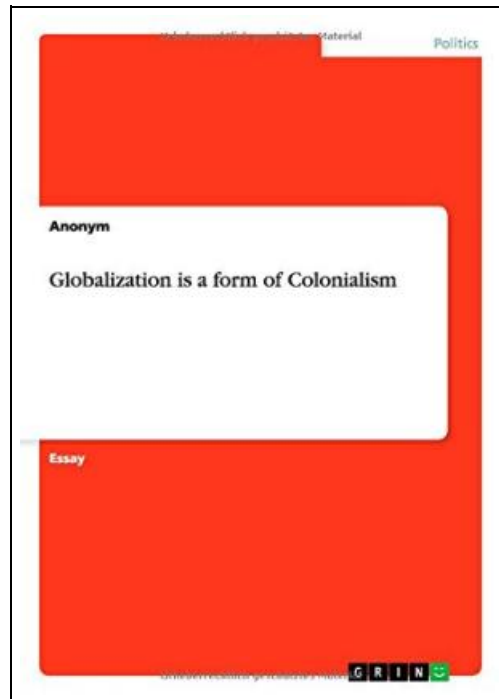 Politics
Anonym
Globalization is a form of Colonialism
Essay
GRIN